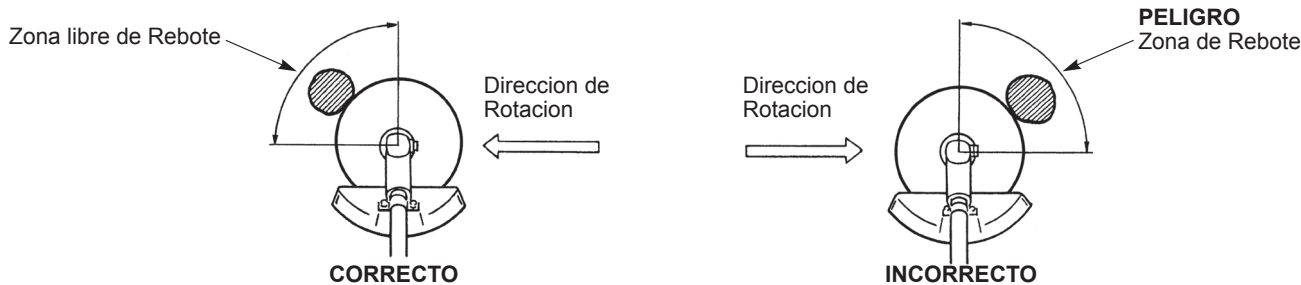 Zona libre de Rebote
Direccion de
Rotacion
CORRECTO
Direccion de
Rotacion
PELIGRO
Zona de Rebote
INCORRECTO